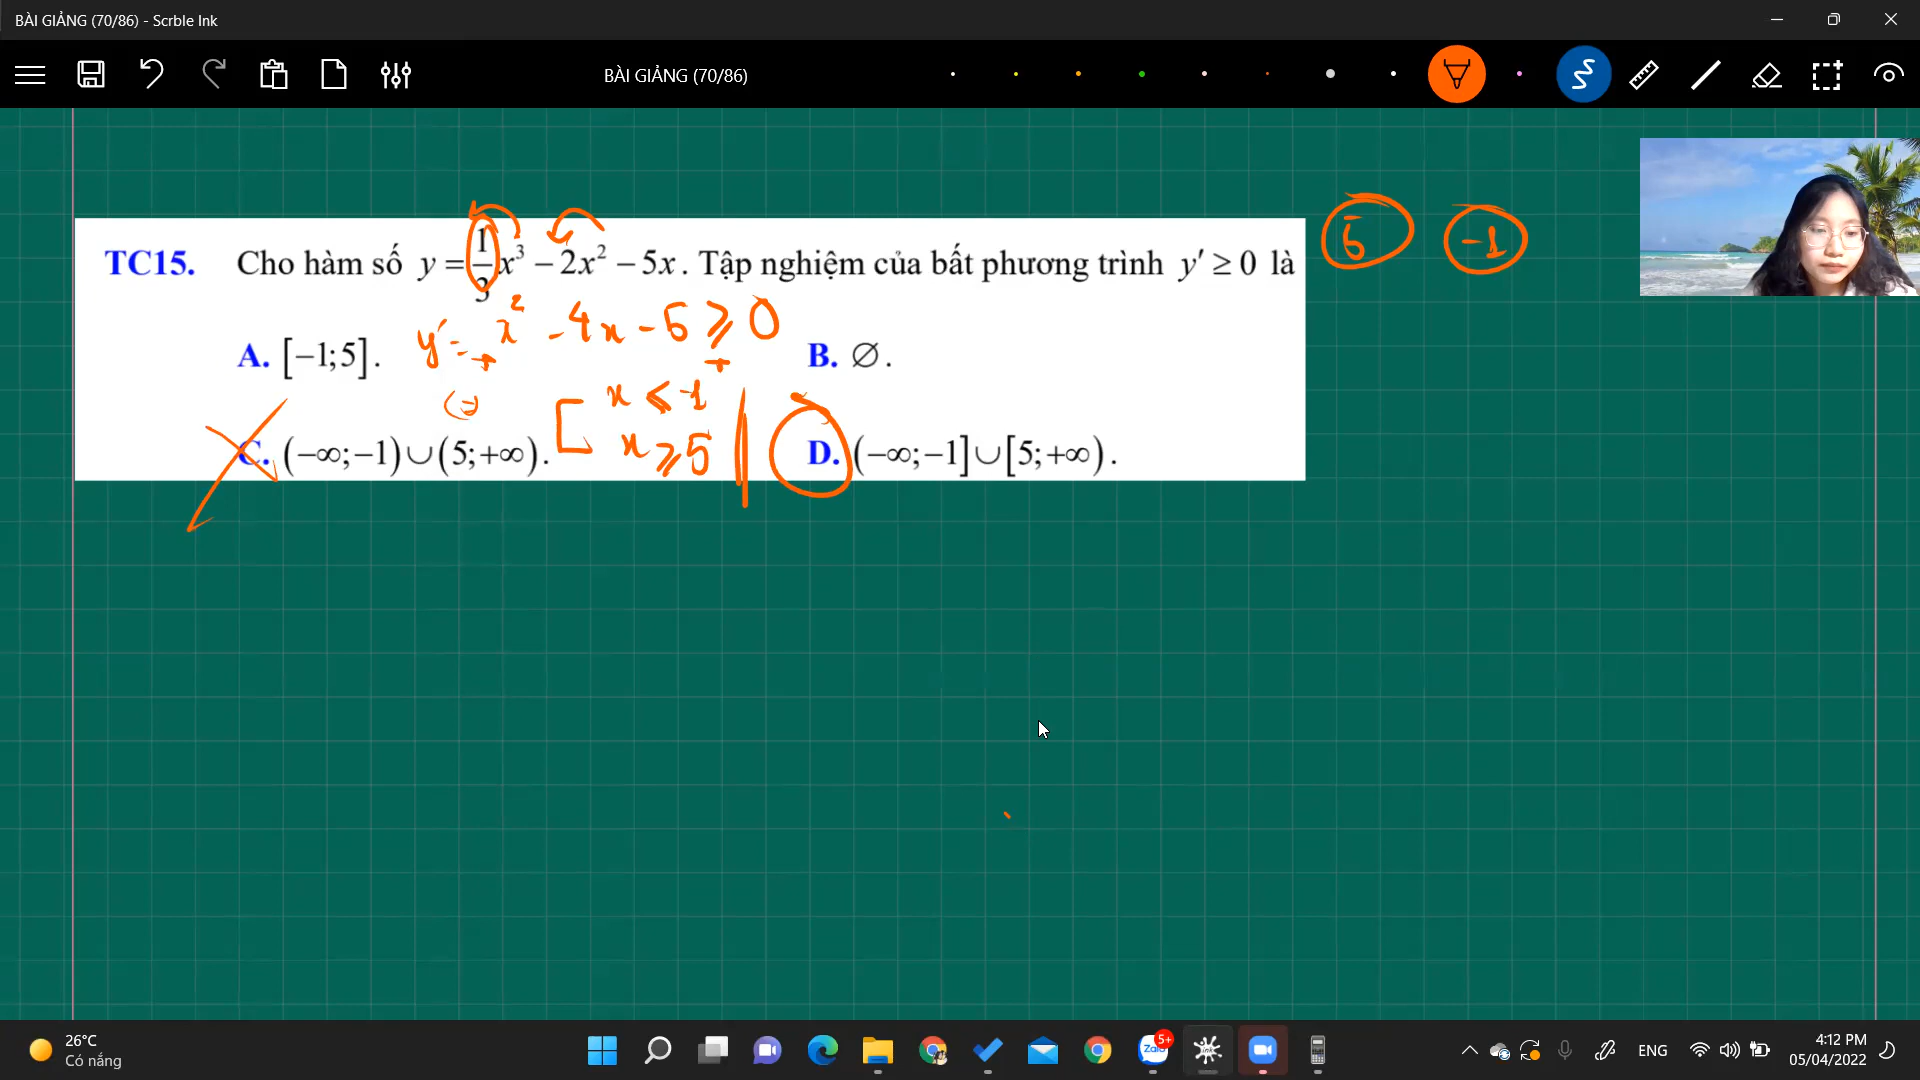 BÀI GIẢNG (70/86) - Scrble Ink
BÀI GIẢNG (70/86)
TC15. Cho hàm số y = 1/3 x³ − 2x² − 5x. Tập nghiệm của bất phương trình y′ ≥ 0 là
5 -1
y' = x² - 4x - 5 ≥ 0
+ +
A. [−1;5].
B. ∅.
(=) [ x ≤ -1
x ≥ 5
C. (−∞;−1)∪(5;+∞).
D. (−∞;−1]∪[5;+∞).
26°C
Có nắng
Zalo
5+
ENG
4:12 PM
05/04/2022